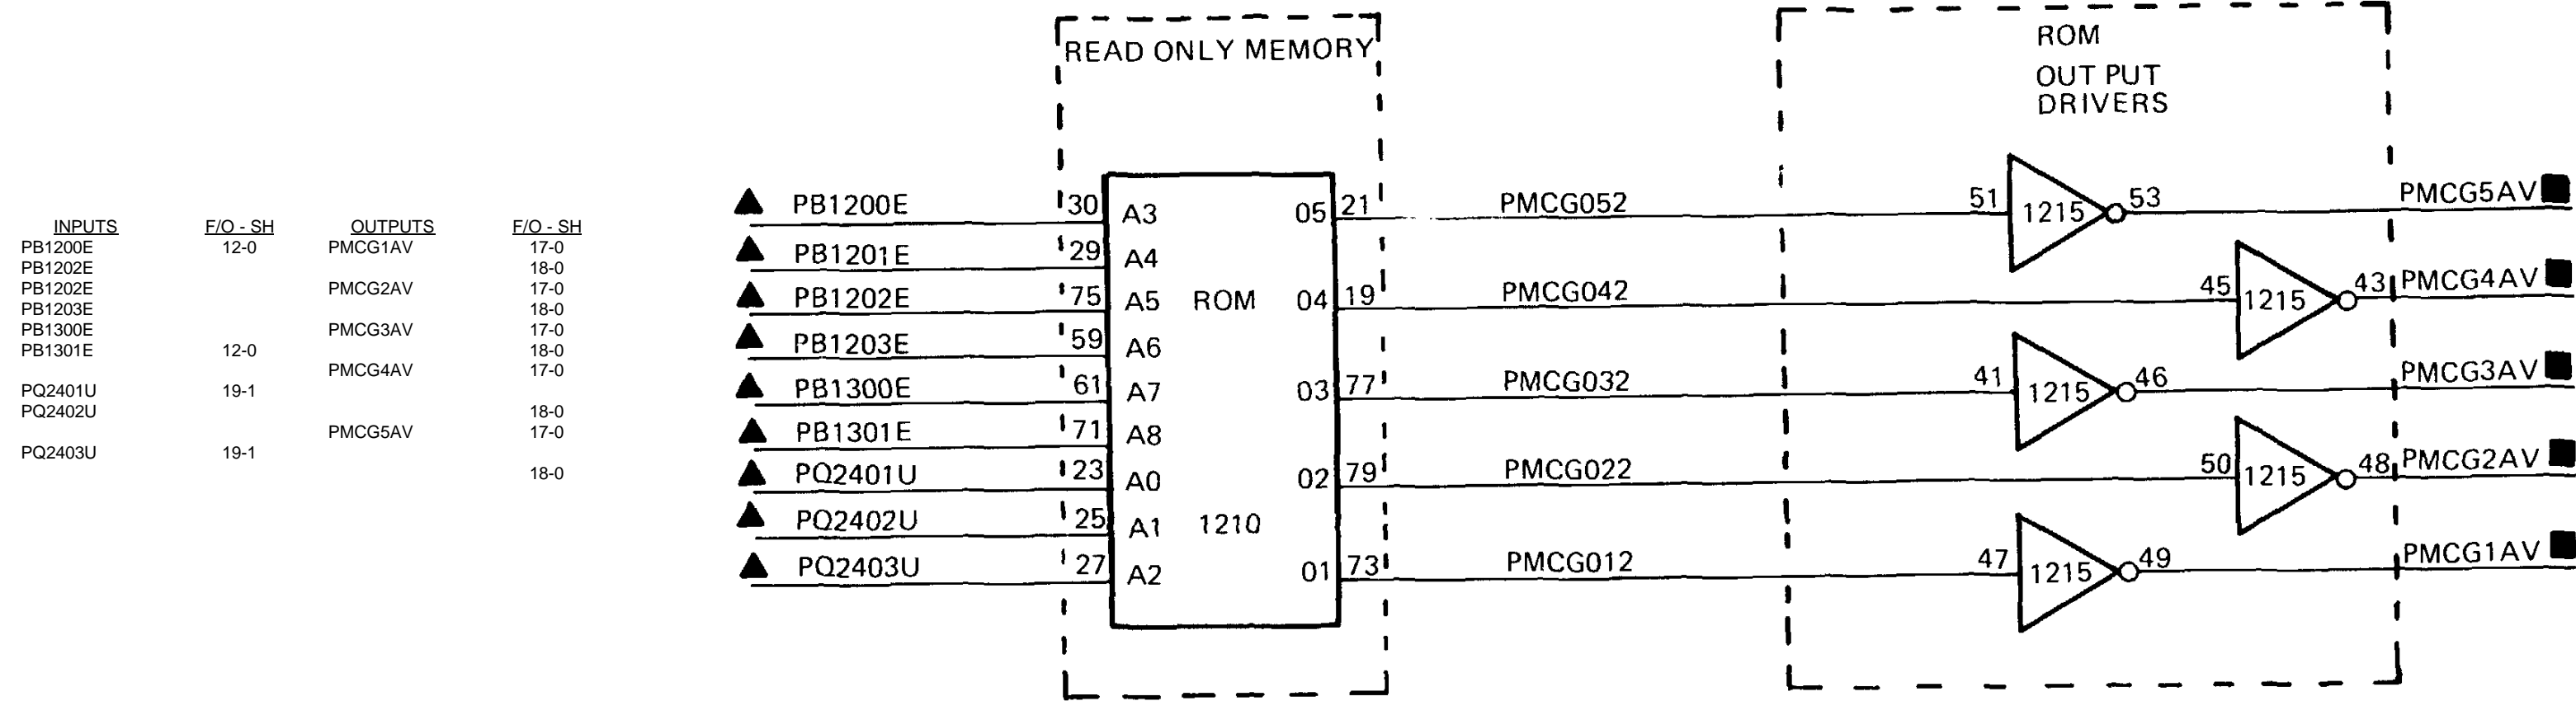 INPUTS F/O - SH OUTPUTS F/O - SH
PB1200E 12-0 PMCG1AV 17-0
PB1202E 18-0
PB1202E PMCG2AV 17-0
PB1203E 18-0
PB1300E PMCG3AV 17-0
PB1301E 12-0 18-0
PMCG4AV 17-0
PQ2401U 19-1
PQ2402U 18-0
PMCG5AV 17-0
PQ2403U 19-1
18-0
READ ONLY MEMORY
PB1200E 30 A3
PB1201E 29 A4
PB1202E 75 A5
PB1203E 59 A6
PB1300E 61 A7
PB1301E 71 A8
PQ2401U 23 A0
PQ2402U 25 A1
PQ2403U 27 A2
ROM
1210
05 21 PMCG052
04 19 PMCG042
03 77 PMCG032
02 79 PMCG022
01 73 PMCG012
ROM
OUT PUT
DRIVERS
51 1215 53 PMCG5AV
45 1215 43 PMCG4AV
41 1215 46 PMCG3AV
50 1215 48 PMCG2AV
47 1215 49 PMCG1AV